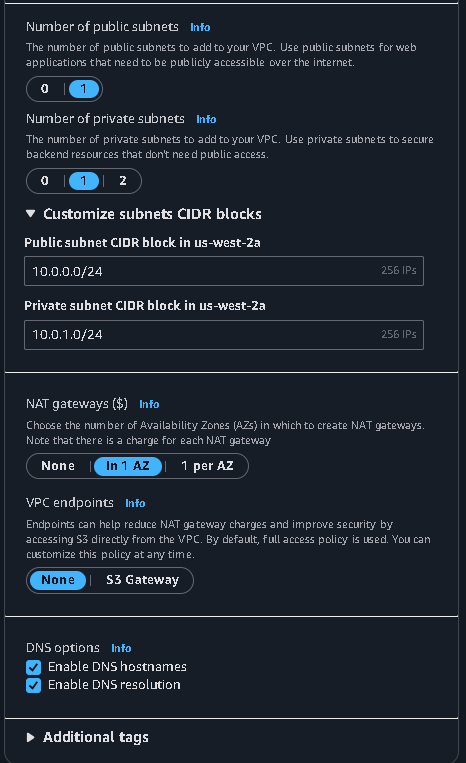 Number of public subnets Info
The number of public subnets to add to your VPC. Use public subnets for web
applications that need to be publicly accessible over the internet.
0 1
Number of private subnets Info
The number of private subnets to add to your VPC. Use private subnets to secure
backend resources that don't need public access.
0 1 2
Customize subnets CIDR blocks
Public subnet CIDR block in us-west-2a
10.0.0.0/24 256 IPs
Private subnet CIDR block in us-west-2a
10.0.1.0/24 256 IPs
NAT gateways ($) Info
Choose the number of Availability Zones (AZs) in which to create NAT gateways.
Note that there is a charge for each NAT gateway
None In 1 AZ 1 per AZ
VPC endpoints Info
Endpoints can help reduce NAT gateway charges and improve security by
accessing S3 directly from the VPC. By default, full access policy is used. You can
customize this policy at any time.
None S3 Gateway
DNS options Info
Enable DNS hostnames
Enable DNS resolution
Additional tags